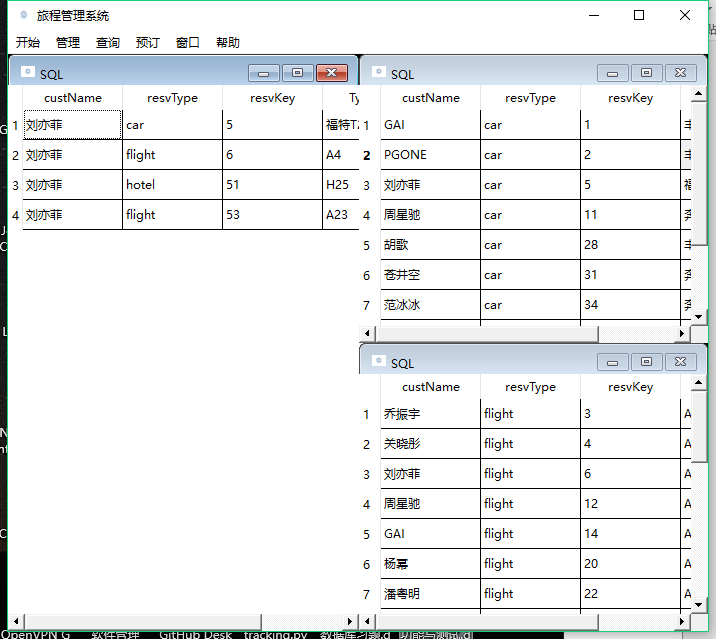 旅程管理系统
开始 管理 查询 预订 窗口 帮助
SQL
custName resvType resvKey
1 刘亦菲 car 5
2 刘亦菲 flight 6 A4
3 刘亦菲 hotel 51 H25
4 刘亦菲 flight 53 A23
SQL
custName resvType resvKey
1 GAI car 1
2 PGONE car 2
3 刘亦菲 car 5
4 周星驰 car 11
5 胡歌 car 28
6 苍井空 car 31
7 范冰冰 car 34
SQL
custName resvType resvKey
1 乔振宇 flight 3 A
2 关晓彤 flight 4 A
3 刘亦菲 flight 6 A
4 周星驰 flight 12 A
5 GAI flight 14 A
6 杨幂 flight 20 A
7 潘粤明 flight 22 A
OpenVPN G 软件管理 GitHub Desk tracking.py 数据库习题.d